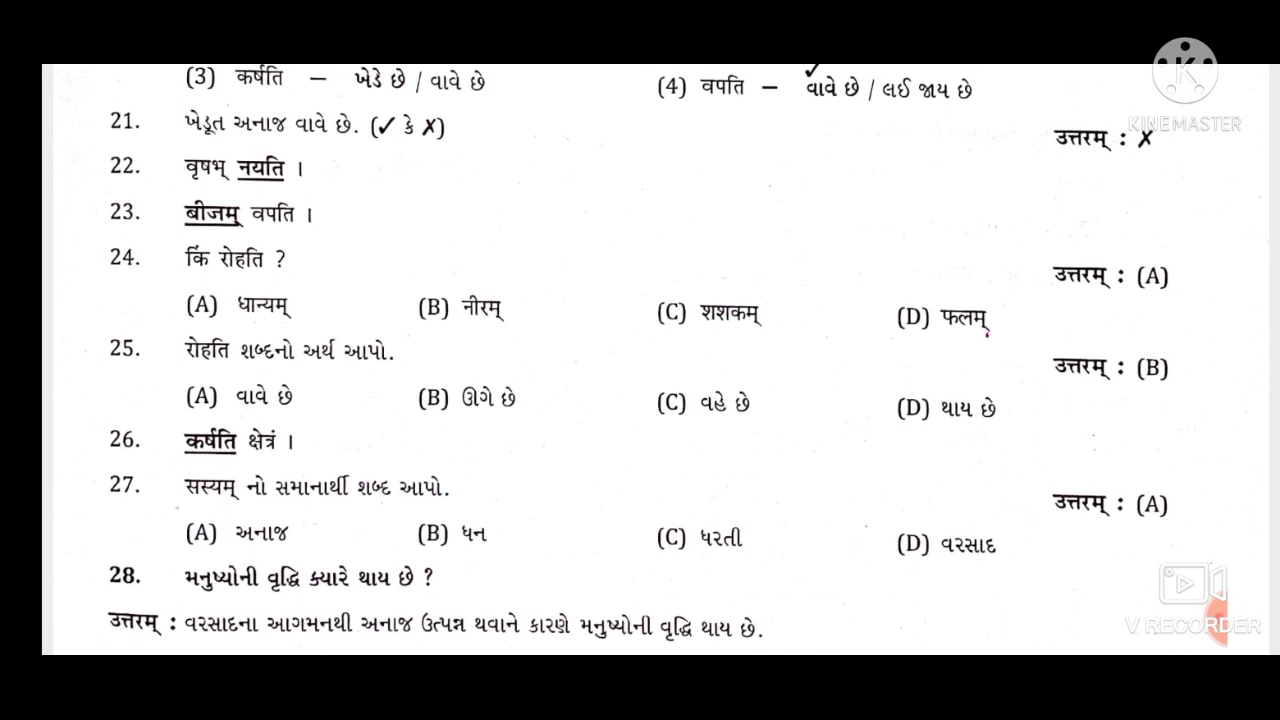 (3) कर्षति – ખેડે છે / વાવે છે (4) वपति – ✓વાવે છે / લઈ જાય છે
KINEMASTER
21. ખેડૂત અનાજ વાવે છે. (✓ કે ✗) उत्तरम् : ✗
22. वृषभ् नयति ।
23. बीजम् वपति ।
24. किं रोहति ? उत्तरम् : (A)
(A) धान्यम् (B) नीरम् (C) शशकम् (D) फलम्
25. रोहति શબ્દનો અર્થ આપો. उत्तरम् : (B)
(A) વાવે છે (B) ઊગે છે (C) વહે છે (D) થાય છે
26. कर्षति क्षेत्रं ।
27. सस्यम् નો સમાનાર્થી શબ્દ આપો. उत्तरम् : (A)
(A) અનાજ (B) ધન (C) ધરતી (D) વરસાદ
28. મનુષ્યોની વૃદ્ધિ ક્યારે થાય છે ?
उत्तरम् : વરસાદના આગમનથી અનાજ ઉત્પન્ન થવાને કારણે મનુષ્યોની વૃદ્ધિ થાય છે.
V RECORDER